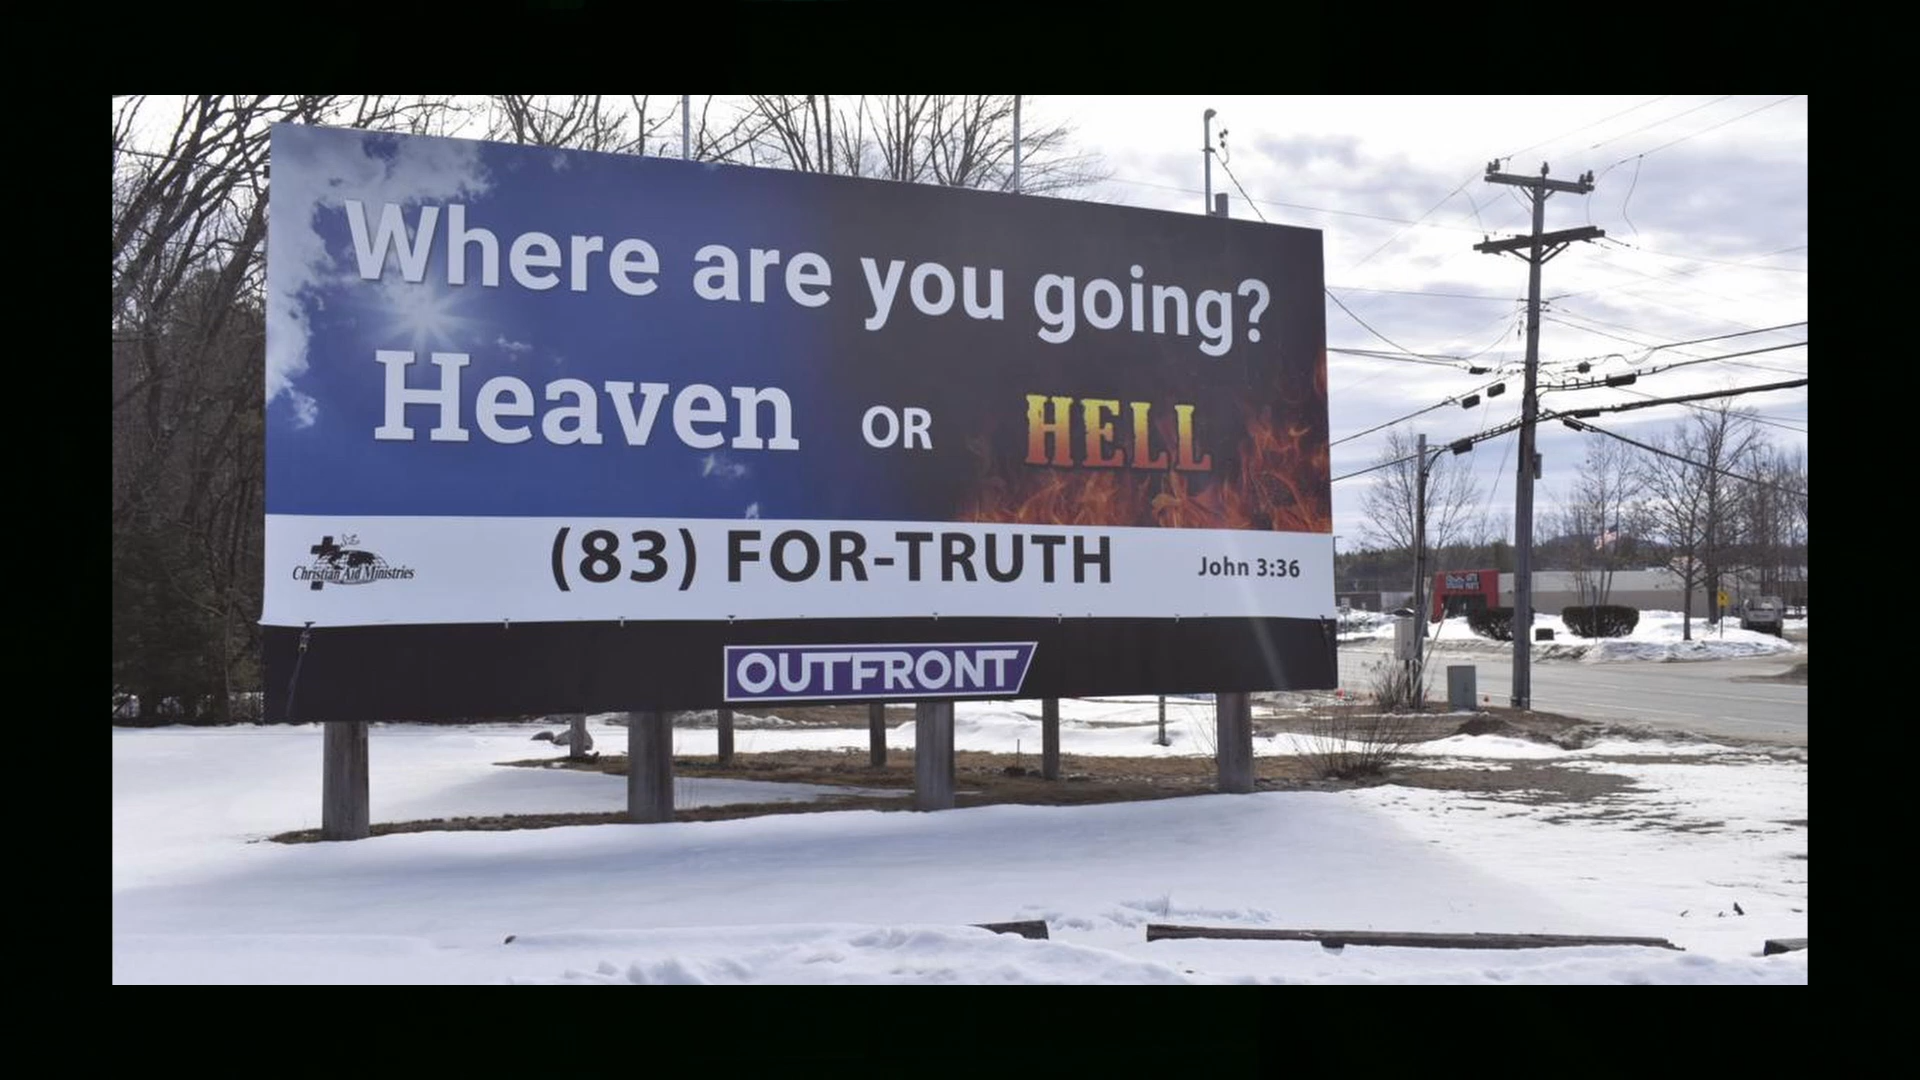 Where are you going?
Heaven OR HELL
Christian Aid Ministries
(83) FOR-TRUTH
John 3:36
OUTFRONT